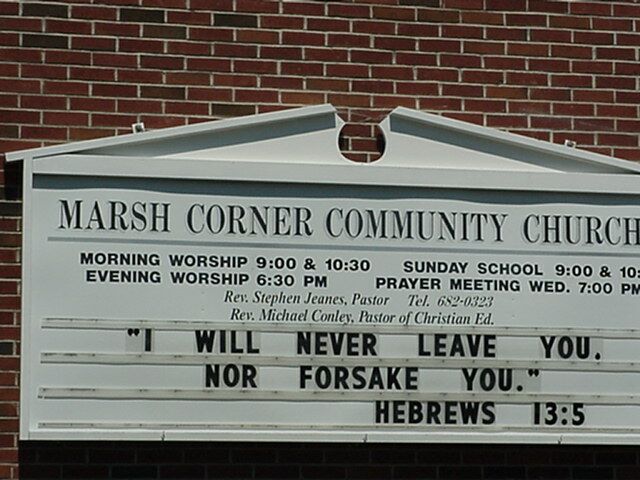 MARSH CORNER COMMUNITY CHURCH
MORNING WORSHIP 9:00 & 10:30 SUNDAY SCHOOL 9:00 & 10:
EVENING WORSHIP 6:30 PM PRAYER MEETING WED. 7:00 PM
Rev. Stephen Jeanes, Pastor Tel. 682-0323
Rev. Michael Conley, Pastor of Christian Ed.
"I WILL NEVER LEAVE YOU.
NOR FORSAKE YOU."
HEBREWS 13:5